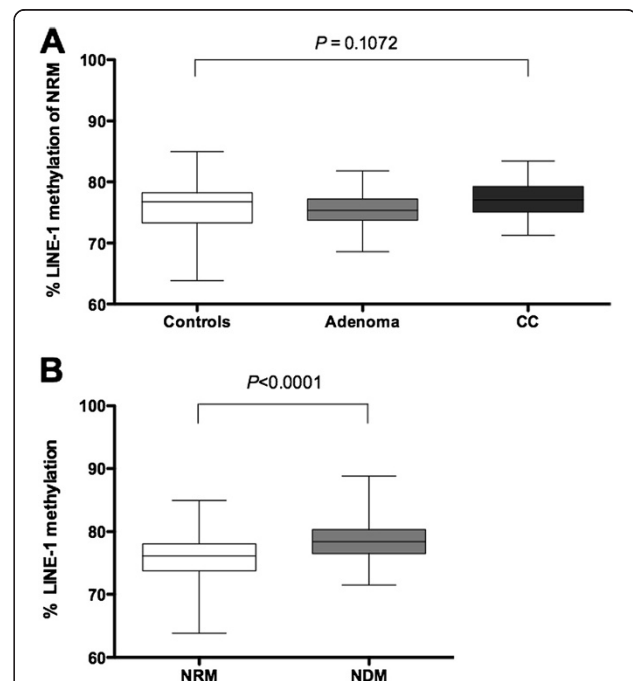 A
P = 0.1072
% LINE-1 methylation of NRM
100
90
80
70
60
Controls Adenoma CC
B
P<0.0001
% LINE-1 methylation
100
90
80
70
60
NRM NDM